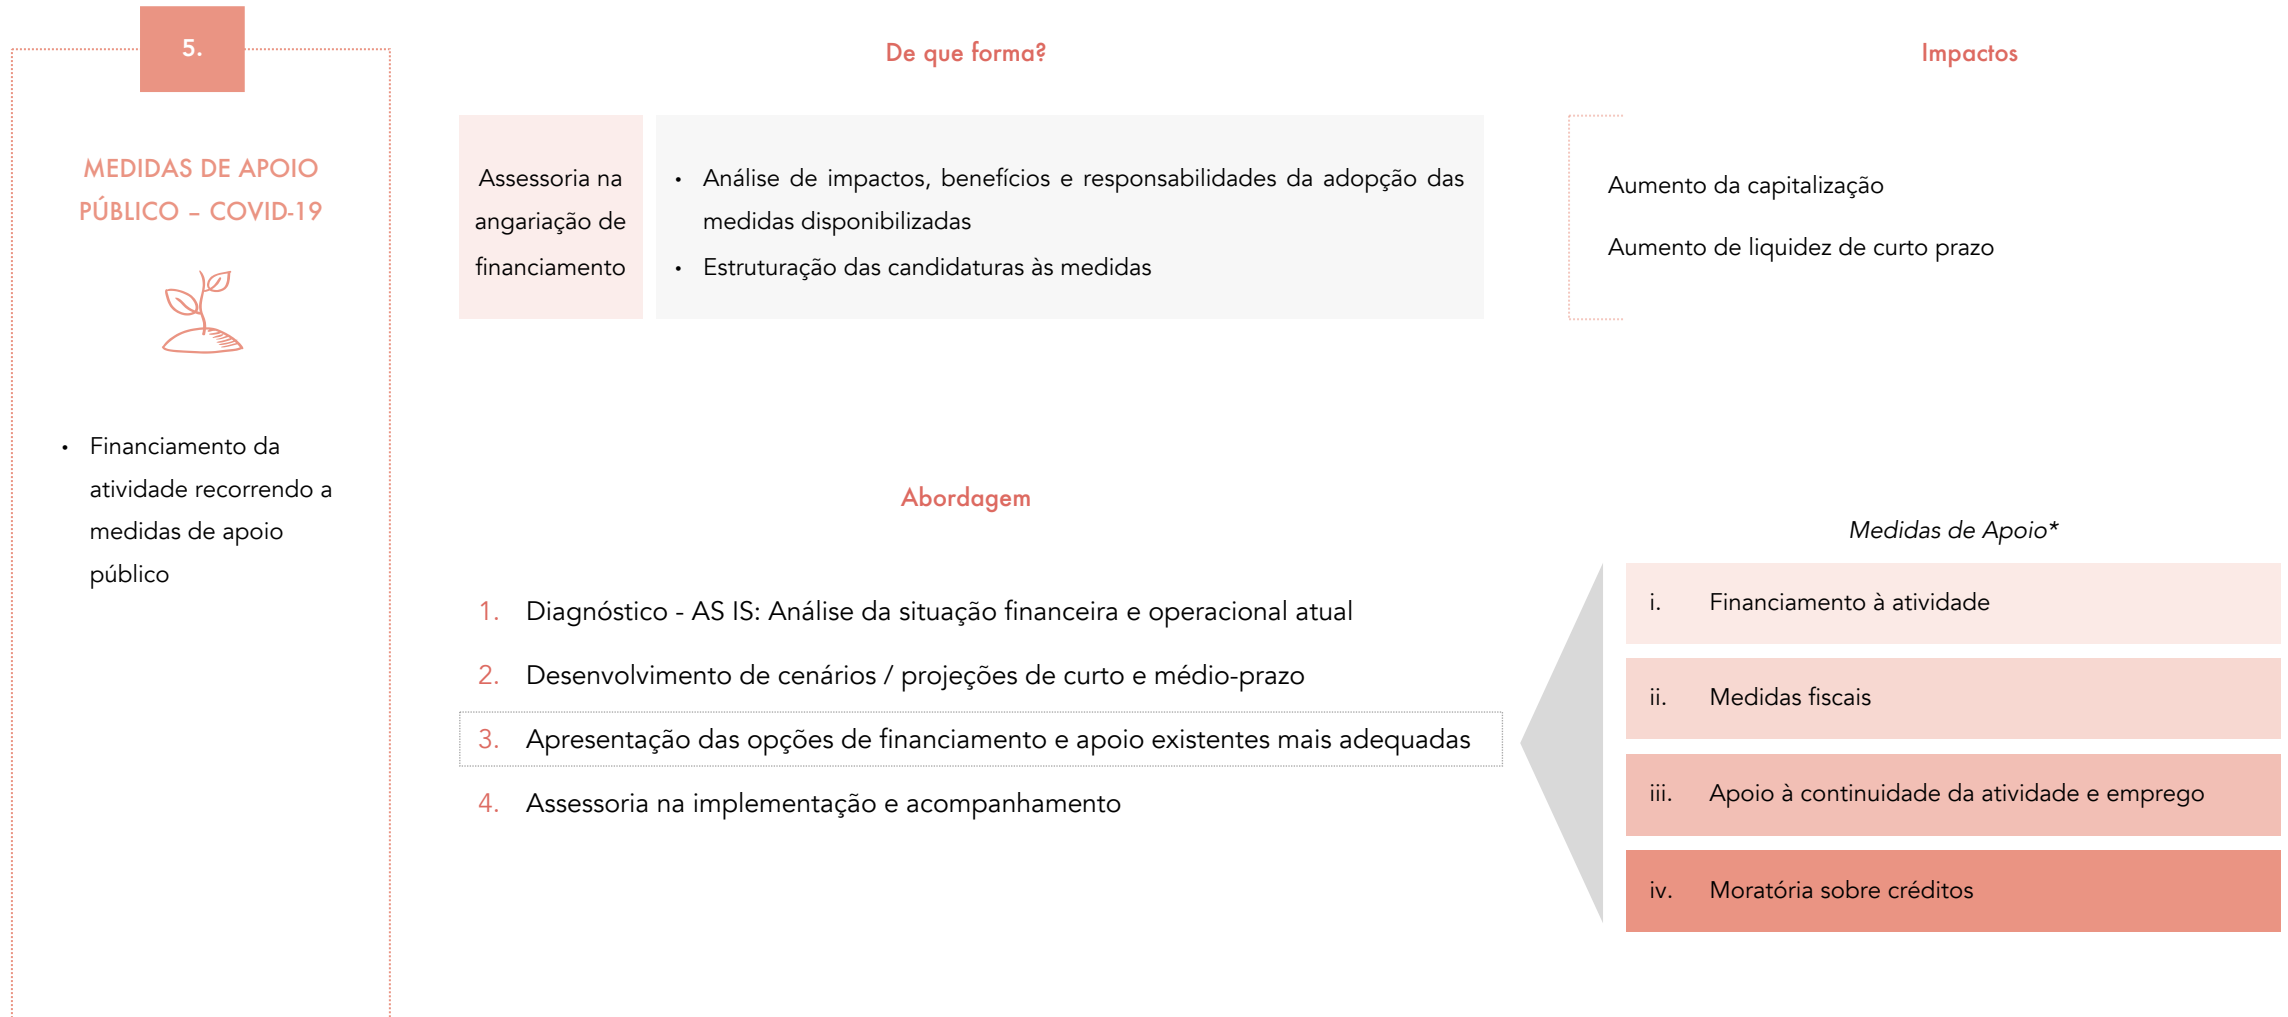 5.
MEDIDAS DE APOIO
PÚBLICO – COVID-19
• Financiamento da
atividade recorrendo a
medidas de apoio
público
De que forma?
Assessoria na
angariação de
financiamento
• Análise de impactos, benefícios e responsabilidades da adopção das
medidas disponibilizadas
• Estruturação das candidaturas às medidas
Impactos
Aumento da capitalização
Aumento de liquidez de curto prazo
Abordagem
1. Diagnóstico - AS IS: Análise da situação financeira e operacional atual
2. Desenvolvimento de cenários / projeções de curto e médio-prazo
3. Apresentação das opções de financiamento e apoio existentes mais adequadas
4. Assessoria na implementação e acompanhamento
Medidas de Apoio*
i. Financiamento à atividade
ii. Medidas fiscais
iii. Apoio à continuidade da atividade e emprego
iv. Moratória sobre créditos